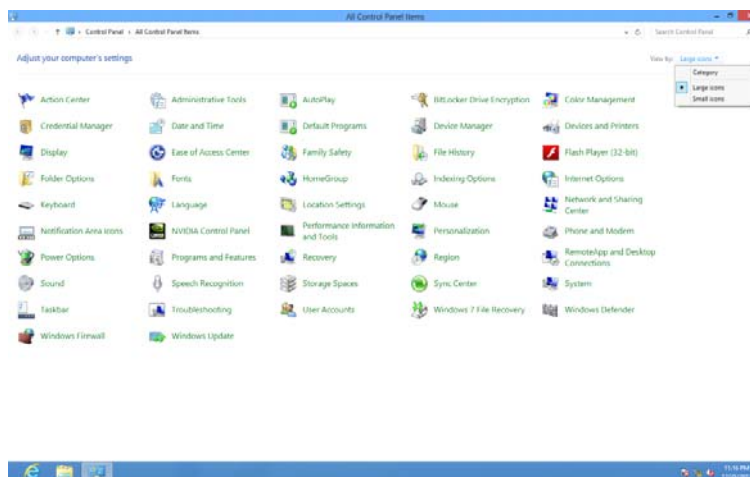 All Control Panel Items
Control Panel All Control Panel Items Search Control Panel
Adjust your computer's settings View by: Large icons
Category
Large icons
Small icons
Action Center Administrative Tools AutoPlay BitLocker Drive Encryption Color Management
Credential Manager Date and Time Default Programs Device Manager Devices and Printers
Display Ease of Access Center Family Safety File History Flash Player (32-bit)
Folder Options Fonts HomeGroup Indexing Options Internet Options
Keyboard Language Location Settings Mouse Network and Sharing Center
Notification Area Icons NVIDIA Control Panel Performance Information and Tools Personalization Phone and Modem
Power Options Programs and Features Recovery Region RemoteApp and Desktop Connections
Sound Speech Recognition Storage Spaces Sync Center System
Taskbar Troubleshooting User Accounts Windows 7 File Recovery Windows Defender
Windows Firewall Windows Update
11:16 PM